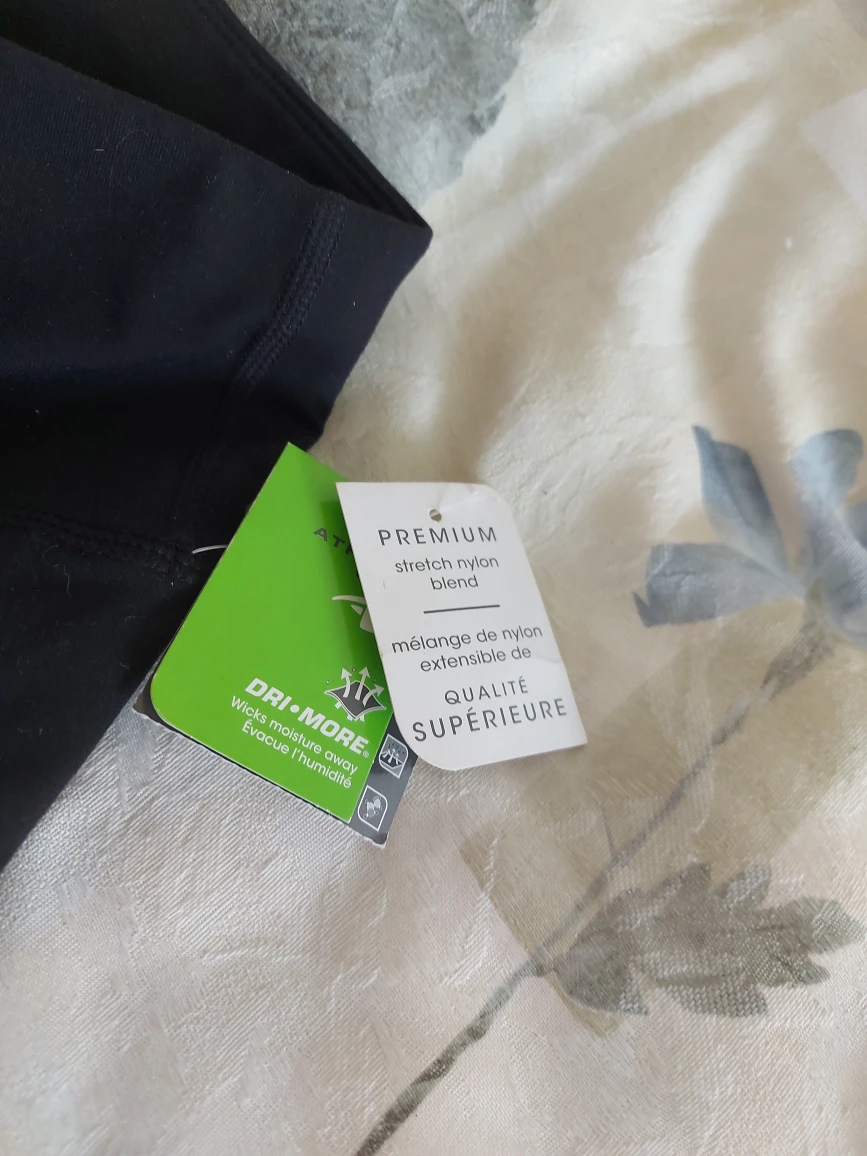 PREMIUM
stretch nylon
blend
mélange de nylon
extensible de
QUALITÉ
SUPÉRIEURE
DRI•MORE®
Wicks moisture away
Évacue l'humidité